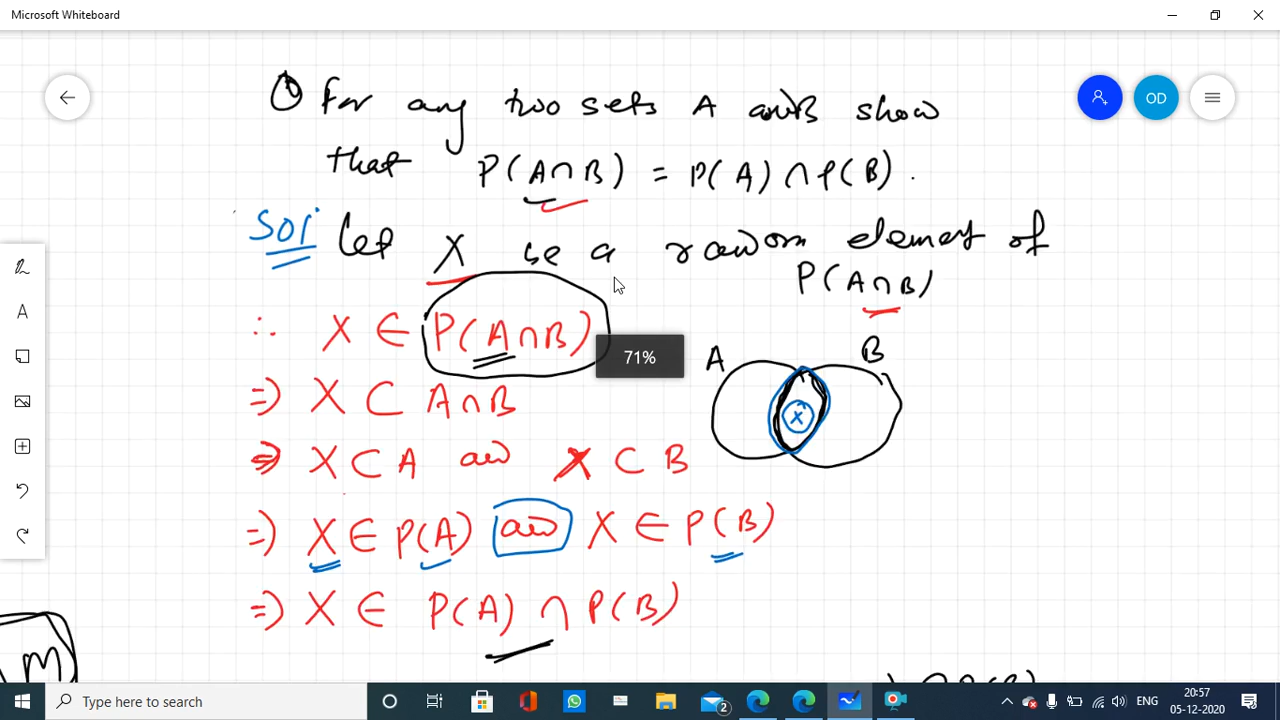 Microsoft Whiteboard
For any two sets A and B show
that P(A∩B) = P(A) ∩ P(B).
OD
Sol Let X be a random element of
P(A∩B)
∴ X ∈ P(A∩B)
71%
A B
⇒ X ⊂ A∩B
X
⇒ X ⊂ A and X ⊂ B
⇒ X ∈ P(A) and X ∈ P(B)
⇒ X ∈ P(A) ∩ P(B)
m
Type here to search
2
ENG
20:57
05-12-2020